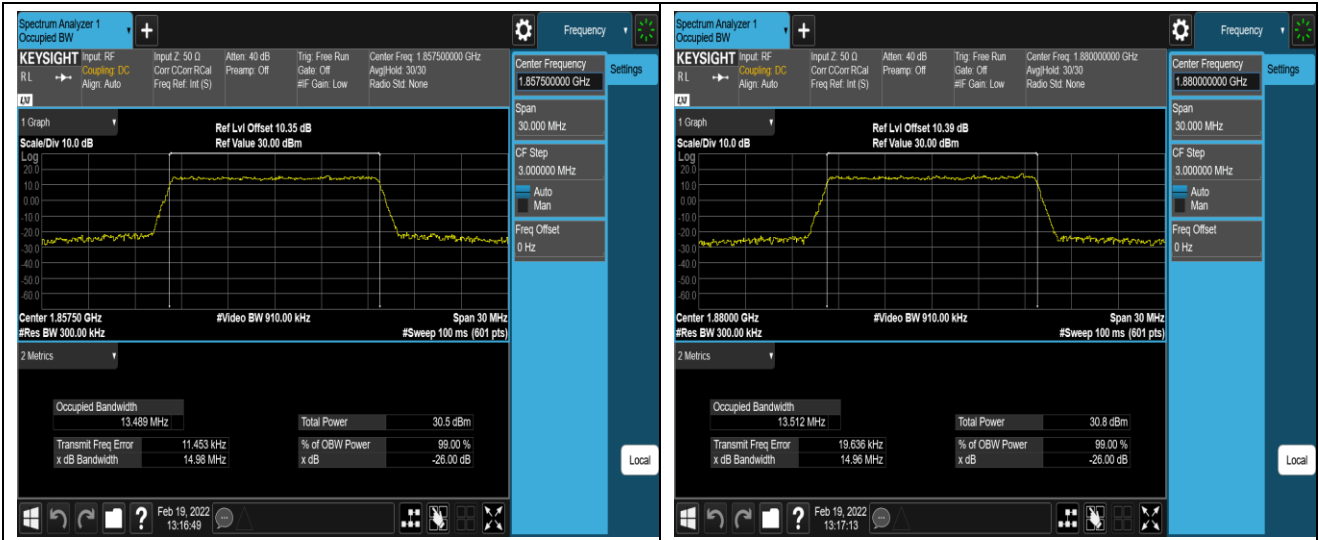 Spectrum Analyzer 1
Occupied BW
Frequency
KEYSIGHT
R L
LXI
Input: RF
Coupling: DC
Align: Auto
Input Z: 50 Ω
Corr CCorr RCal
Freq Ref: Int (S)
Atten: 40 dB
Preamp: Off
Trig: Free Run
Gate: Off
#IF Gain: Low
Center Freq: 1.857500000 GHz
Avg|Hold: 30/30
Radio Std: None
Center Frequency
1.857500000 GHz
Settings
Span
30.000 MHz
CF Step
3.000000 MHz
Auto
Man
Freq Offset
0 Hz
Local
1 Graph
Scale/Div 10.0 dB
Ref Lvl Offset 10.35 dB
Ref Value 30.00 dBm
Log
20.0
10.0
0.00
-10.0
-20.0
-30.0
-40.0
-50.0
-60.0
Center 1.85750 GHz
#Res BW 300.00 kHz
#Video BW 910.00 kHz
Span 30 MHz
#Sweep 100 ms (601 pts)
2 Metrics
Occupied Bandwidth
13.489 MHz
Total Power 30.5 dBm
Transmit Freq Error 11.453 kHz
% of OBW Power 99.00 %
x dB Bandwidth 14.98 MHz
x dB -26.00 dB
?
Feb 19, 2022
13:16:49
Spectrum Analyzer 1
Occupied BW
Frequency
KEYSIGHT
R L
LXI
Input: RF
Coupling: DC
Align: Auto
Input Z: 50 Ω
Corr CCorr RCal
Freq Ref: Int (S)
Atten: 40 dB
Preamp: Off
Trig: Free Run
Gate: Off
#IF Gain: Low
Center Freq: 1.880000000 GHz
Avg|Hold: 30/30
Radio Std: None
Center Frequency
1.880000000 GHz
Settings
Span
30.000 MHz
CF Step
3.000000 MHz
Auto
Man
Freq Offset
0 Hz
Local
1 Graph
Scale/Div 10.0 dB
Ref Lvl Offset 10.39 dB
Ref Value 30.00 dBm
Log
20.0
10.0
0.00
-10.0
-20.0
-30.0
-40.0
-50.0
-60.0
Center 1.88000 GHz
#Res BW 300.00 kHz
#Video BW 910.00 kHz
Span 30 MHz
#Sweep 100 ms (601 pts)
2 Metrics
Occupied Bandwidth
13.512 MHz
Total Power 30.8 dBm
Transmit Freq Error 19.636 kHz
% of OBW Power 99.00 %
x dB Bandwidth 14.96 MHz
x dB -26.00 dB
?
Feb 19, 2022
13:17:13